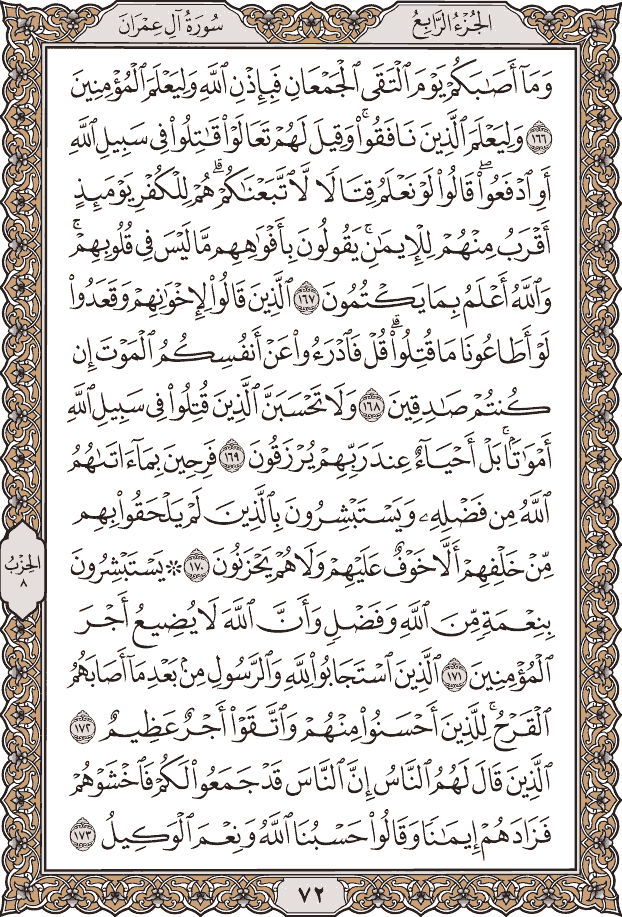 الجُزْءُ الرَّابِعُ
سُورَةُ آلِ عِمْرَانَ
وَمَآ أَصَٰبَكُمْ يَوْمَ ٱلْتَقَى ٱلْجَمْعَانِ فَبِإِذْنِ ٱللَّهِ وَلِيَعْلَمَ ٱلْمُؤْمِنِينَ
١٦٦ وَلِيَعْلَمَ ٱلَّذِينَ نَافَقُوا۟ۚ وَقِيلَ لَهُمْ تَعَالَوْا۟ قَٰتِلُوا۟ فِى سَبِيلِ ٱللَّهِ
أَوِ ٱدْفَعُوا۟ۖ قَالُوا۟ لَوْ نَعْلَمُ قِتَالًا لَّٱتَّبَعْنَٰكُمْۗ هُمْ لِلْكُفْرِ يَوْمَئِذٍ
أَقْرَبُ مِنْهُمْ لِلْإِيمَٰنِۚ يَقُولُونَ بِأَفْوَٰهِهِم مَّا لَيْسَ فِى قُلُوبِهِمْۚ
وَٱللَّهُ أَعْلَمُ بِمَا يَكْتُمُونَ ١٦٧ ٱلَّذِينَ قَالُوا۟ لِإِخْوَٰنِهِمْ وَقَعَدُوا۟
لَوْ أَطَاعُونَا مَا قُتِلُوا۟ۗ قُلْ فَٱدْرَءُوا۟ عَنْ أَنفُسِكُمُ ٱلْمَوْتَ إِن
كُنتُمْ صَٰدِقِينَ ١٦٨ وَلَا تَحْسَبَنَّ ٱلَّذِينَ قُتِلُوا۟ فِى سَبِيلِ ٱللَّهِ
أَمْوَٰتًۢاۚ بَلْ أَحْيَآءٌ عِندَ رَبِّهِمْ يُرْزَقُونَ ١٦٩ فَرِحِينَ بِمَآ ءَاتَىٰهُمُ
ٱللَّهُ مِن فَضْلِهِۦ وَيَسْتَبْشِرُونَ بِٱلَّذِينَ لَمْ يَلْحَقُوا۟ بِهِم
مِّنْ خَلْفِهِمْ أَلَّا خَوْفٌ عَلَيْهِمْ وَلَا هُمْ يَحْزَنُونَ ١٧٠ ۞ يَسْتَبْشِرُونَ
بِنِعْمَةٍ مِّنَ ٱللَّهِ وَفَضْلٍ وَأَنَّ ٱللَّهَ لَا يُضِيعُ أَجْرَ
ٱلْمُؤْمِنِينَ ١٧١ ٱلَّذِينَ ٱسْتَجَابُوا۟ لِلَّهِ وَٱلرَّسُولِ مِنۢ بَعْدِ مَآ أَصَابَهُمُ
ٱلْقَرْحُۚ لِلَّذِينَ أَحْسَنُوا۟ مِنْهُمْ وَٱتَّقَوْا۟ أَجْرٌ عَظِيمٌ ١٧٢
ٱلَّذِينَ قَالَ لَهُمُ ٱلنَّاسُ إِنَّ ٱلنَّاسَ قَدْ جَمَعُوا۟ لَكُمْ فَٱخْشَوْهُمْ
فَزَادَهُمْ إِيمَٰنًا وَقَالُوا۟ حَسْبُنَا ٱللَّهُ وَنِعْمَ ٱلْوَكِيلُ ١٧٣
الحِزْبُ
٨
٧٢